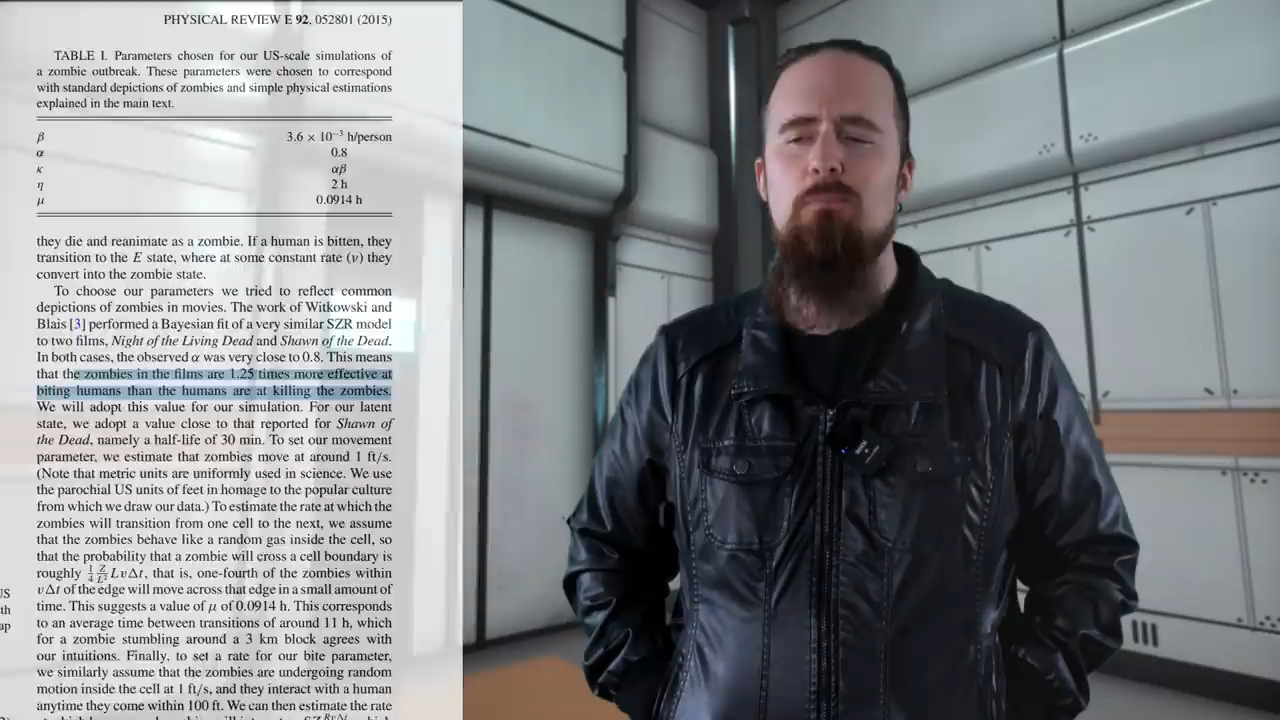 PHYSICAL REVIEW E 92, 052801 (2015)
TABLE I. Parameters chosen for our US-scale simulations of
a zombie outbreak. These parameters were chosen to correspond
with standard depictions of zombies and simple physical estimations
explained in the main text.
β 3.6 × 10⁻³ h/person
α 0.8
κ αβ
η 2 h
μ 0.0914 h
they die and reanimate as a zombie. If a human is bitten, they
transition to the E state, where at some constant rate (ν) they
convert into the zombie state.
To choose our parameters we tried to reflect common
depictions of zombies in movies. The work of Witkowski and
Blais [3] performed a Bayesian fit of a very similar SZR model
to two films, Night of the Living Dead and Shawn of the Dead.
In both cases, the observed α was very close to 0.8. This means
that the zombies in the films are 1.25 times more effective at
biting humans than the humans are at killing the zombies.
We will adopt this value for our simulation. For our latent
state, we adopt a value close to that reported for Shawn of
the Dead, namely a half-life of 30 min. To set our movement
parameter, we estimate that zombies move at around 1 ft/s.
(Note that metric units are uniformly used in science. We use
the parochial US units of feet in homage to the popular culture
from which we draw our data.) To estimate the rate at which the
zombies will transition from one cell to the next, we assume
that the zombies behave like a random gas inside the cell, so
that the probability that a zombie will cross a cell boundary is
roughly 1/4 Z/L² LvΔt, that is, one-fourth of the zombies within
vΔt of the edge will move across that edge in a small amount of
time. This suggests a value of μ of 0.0914 h. This corresponds
to an average time between transitions of around 11 h, which
for a zombie stumbling around a 3 km block agrees with
our intuitions. Finally, to set a rate for our bite parameter,
we similarly assume that the zombies are undergoing random
motion inside the cell at 1 ft/s, and they interact with a human
anytime they come within 100 ft. We can then estimate the rate
US
th
ap